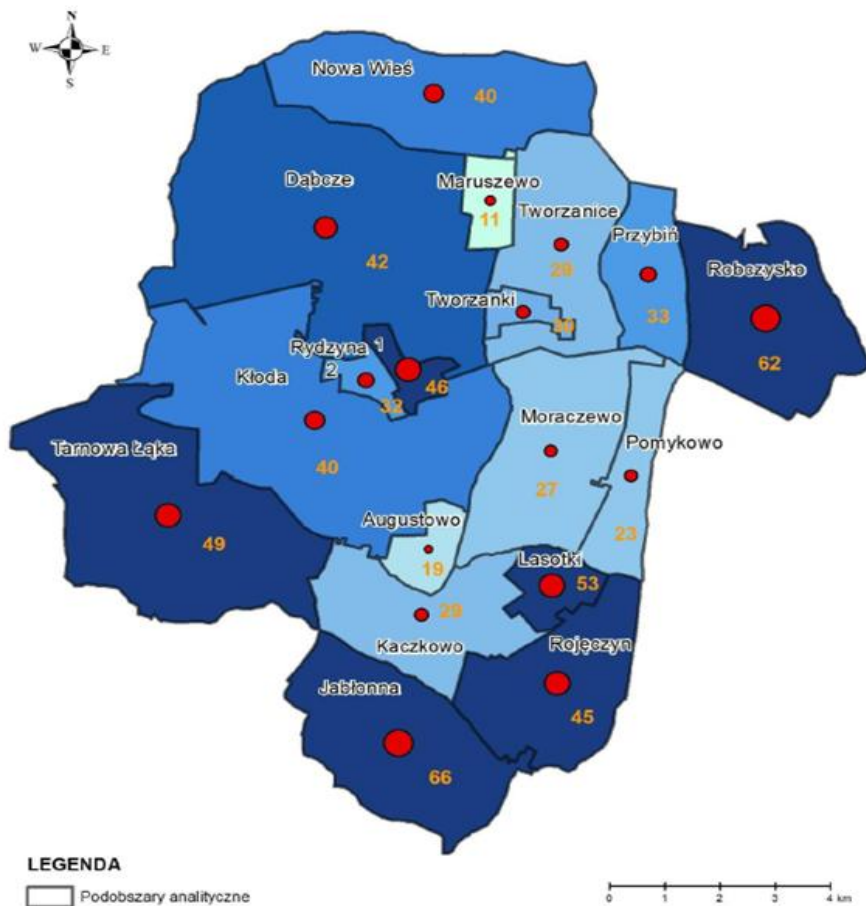 N
W E
S
Nowa Wieś
40
Dąbcze
42
Maruszewo
11
Tworzanice
Przybiń
33
Robczysko
62
Tworzanki
Rydzyna 1
46
2
32
Kłoda
40
Moraczewo
27
Pomykowo
23
Tarnowa Łąka
49
Augustowo
19
Lasotki
53
29
Kaczkowo
Rojęczyn
45
Jabłonna
66
LEGENDA
Podobszary analityczne
0 1 2 3 4 km